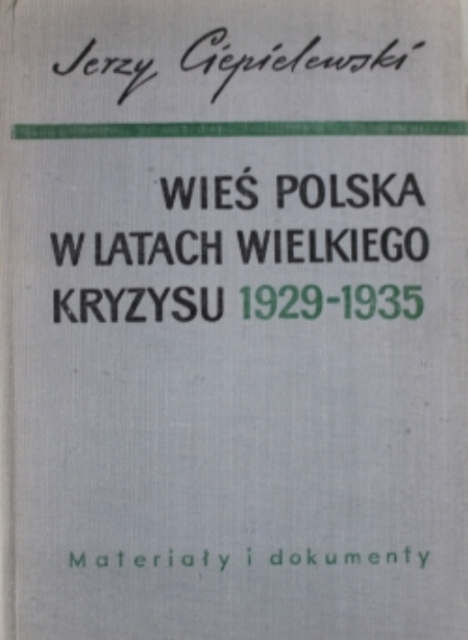 Jerzy Ciepielewski
WIEŚ POLSKA
W LATACH WIELKIEGO
KRYZYSU 1929-1935
Materiały i dokumenty